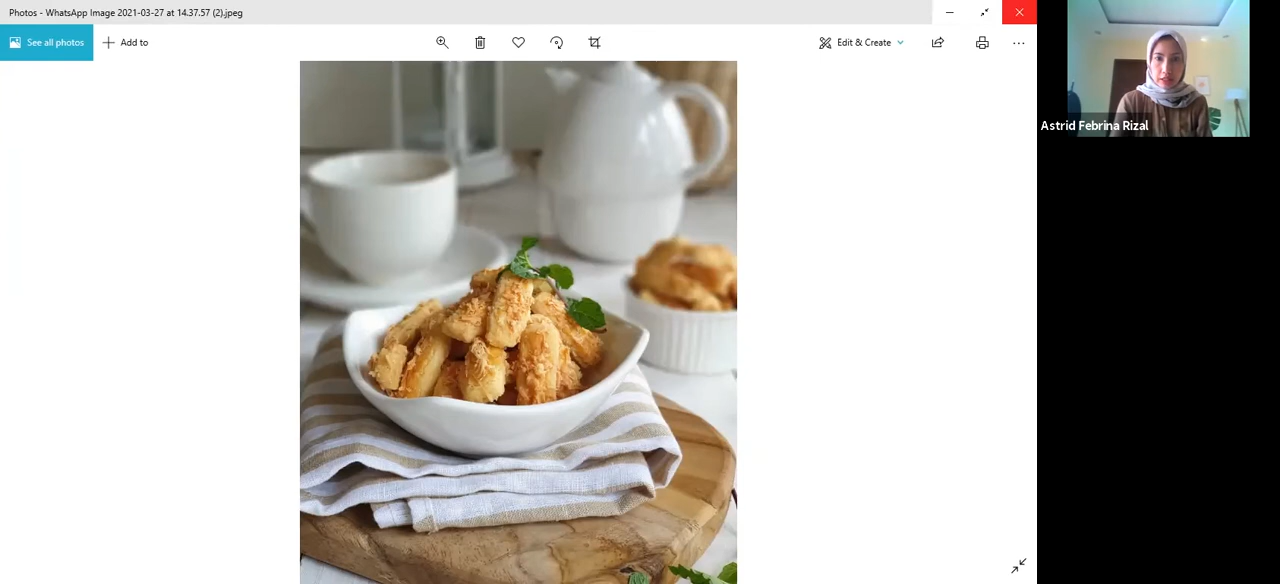 Photos - WhatsApp Image 2021-03-27 at 14.37.57 (2).jpeg
See all photos
Add to
Edit & Create
Astrid Febrina Rizal